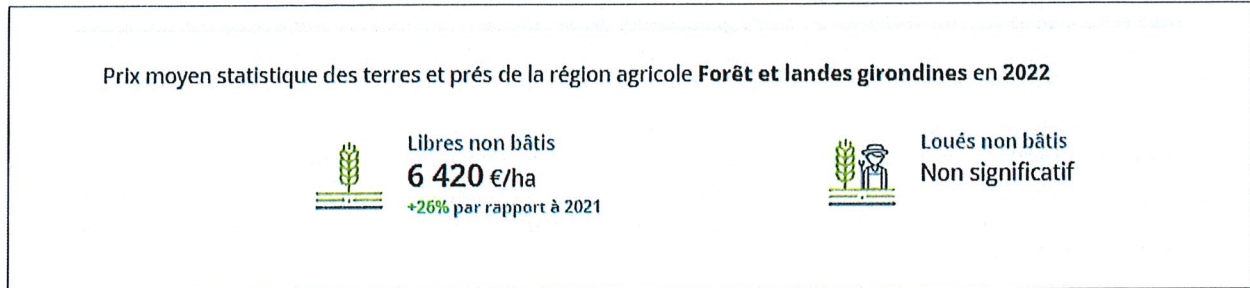 Prix moyen statistique des terres et prés de la région agricole Forêt et landes girondines en 2022
Libres non bâtis
6 420 €/ha
+26% par rapport à 2021
Loués non bâtis
Non significatif